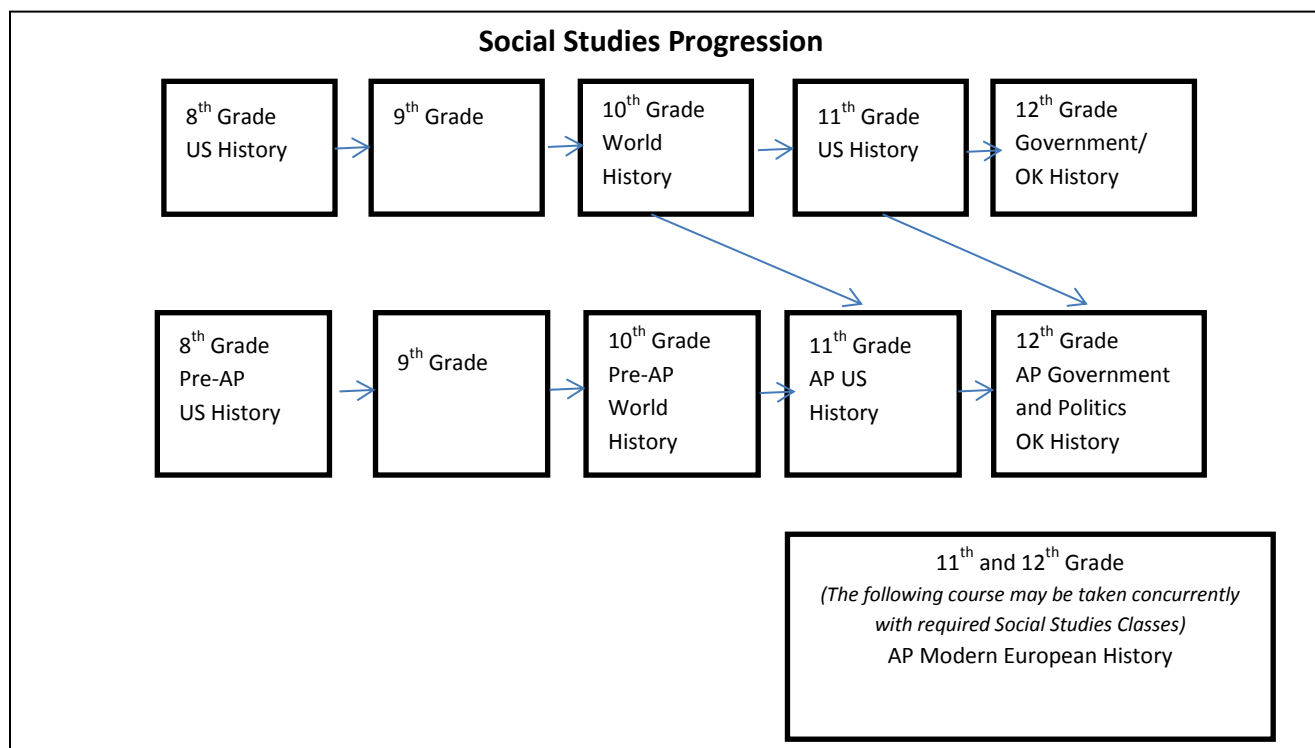 Social Studies Progression
8th Grade
US History
9th Grade
10th Grade
World
History
11th Grade
US History
12th Grade
Government/
OK History
8th Grade
Pre-AP
US History
9th Grade
10th Grade
Pre-AP
World
History
11th Grade
AP US
History
12th Grade
AP Government
and Politics
OK History
11th and 12th Grade
(The following course may be taken concurrently
with required Social Studies Classes)
AP Modern European History